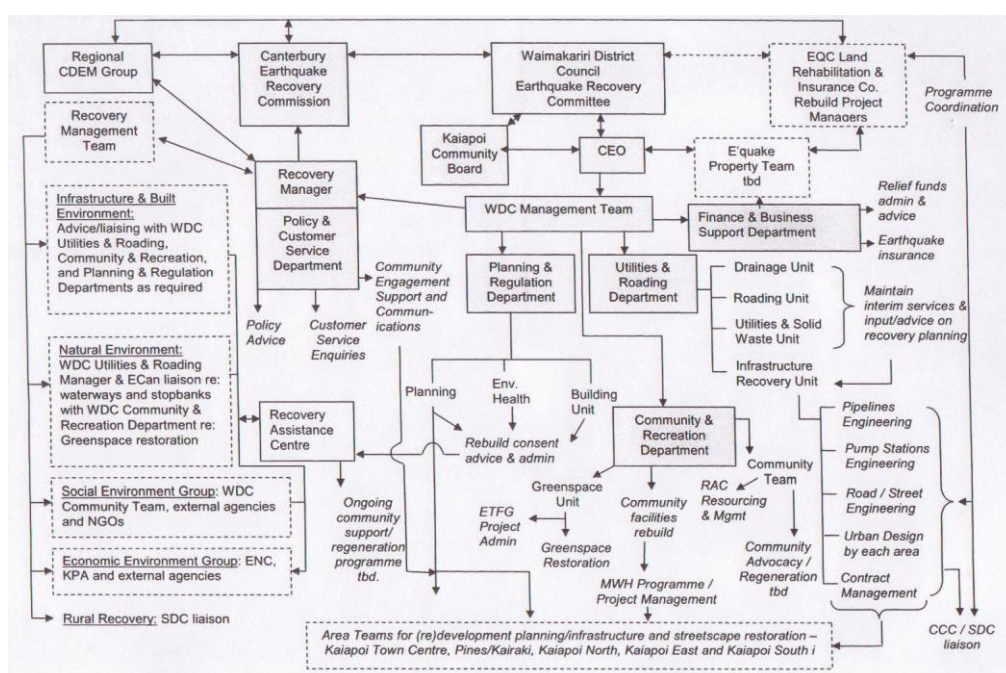 Regional
CDEM Group
Canterbury
Earthquake
Recovery
Commission
Waimakariri District
Council
Earthquake Recovery
Committee
EQC Land
Rehabilitation &
Insurance Co.
Rebuild Project
Managers
Programme
Coordination
Recovery
Management
Team
Kaiapoi
Community
Board
CEO
E'quake
Property Team
tbd
Recovery
Manager
Policy &
Customer
Service
Department
WDC Management Team
Finance & Business
Support Department
Relief funds
admin &
advice
Earthquake
insurance
Infrastructure & Built
Environment:
Advice/liaising with WDC
Utilities & Roading,
Community & Recreation,
and Planning & Regulation
Departments as required
Policy
Advice
Customer
Service
Enquiries
Community
Engagement
Support and
Commun-
ications
Planning &
Regulation
Department
Utilities &
Roading
Department
Drainage Unit
Roading Unit
Utilities & Solid
Waste Unit
Infrastructure
Recovery Unit
Maintain
interim services &
input/advice on
recovery planning
Natural Environment:
WDC Utilities & Roading
Manager & ECan liaison re:
waterways and stopbanks
with WDC Community &
Recreation Department re:
Greenspace restoration
Recovery
Assistance
Centre
Planning
Env.
Health
Building
Unit
Rebuild consent
advice & admin
Community &
Recreation
Department
Pipelines
Engineering
Pump Stations
Engineering
Road / Street
Engineering
Urban Design
by each area
Contract
Management
Social Environment Group: WDC
Community Team, external agencies
and NGOs
Economic Environment Group: ENC,
KPA and external agencies
Rural Recovery: SDC liaison
Ongoing
community
support/
regeneration
programme
tbd.
Greenspace
Unit
ETFG
Project
Admin
Greenspace
Restoration
Community
facilities
rebuild
MWH Programme /
Project Management
RAC
Resourcing
& Mgmt
Community
Team
Community
Advocacy /
Regeneration
tbd
CCC / SDC
liaison
Area Teams for (re)development planning/infrastructure and streetscape restoration –
Kaiapoi Town Centre, Pines/Kairaki, Kaiapoi North, Kaiapoi East and Kaiapoi South i